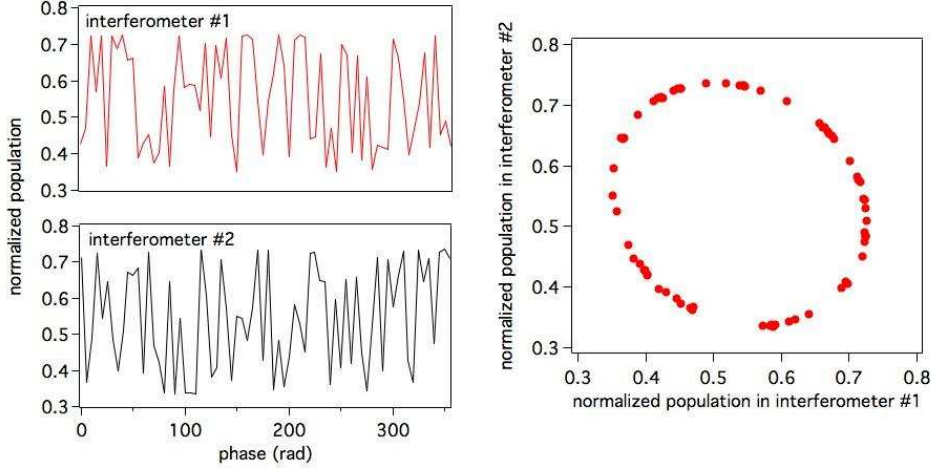 0.8
interferometer #1
0.7
0.6
0.5
0.4
0.3
normalized population
0.8
interferometer #2
0.7
0.6
0.5
0.4
0.3
0 100 200 300
phase (rad)
normalized population in interferometer #2
0.8
0.7
0.6
0.5
0.4
0.3
0.3 0.4 0.5 0.6 0.7 0.8
normalized population in interferometer #1